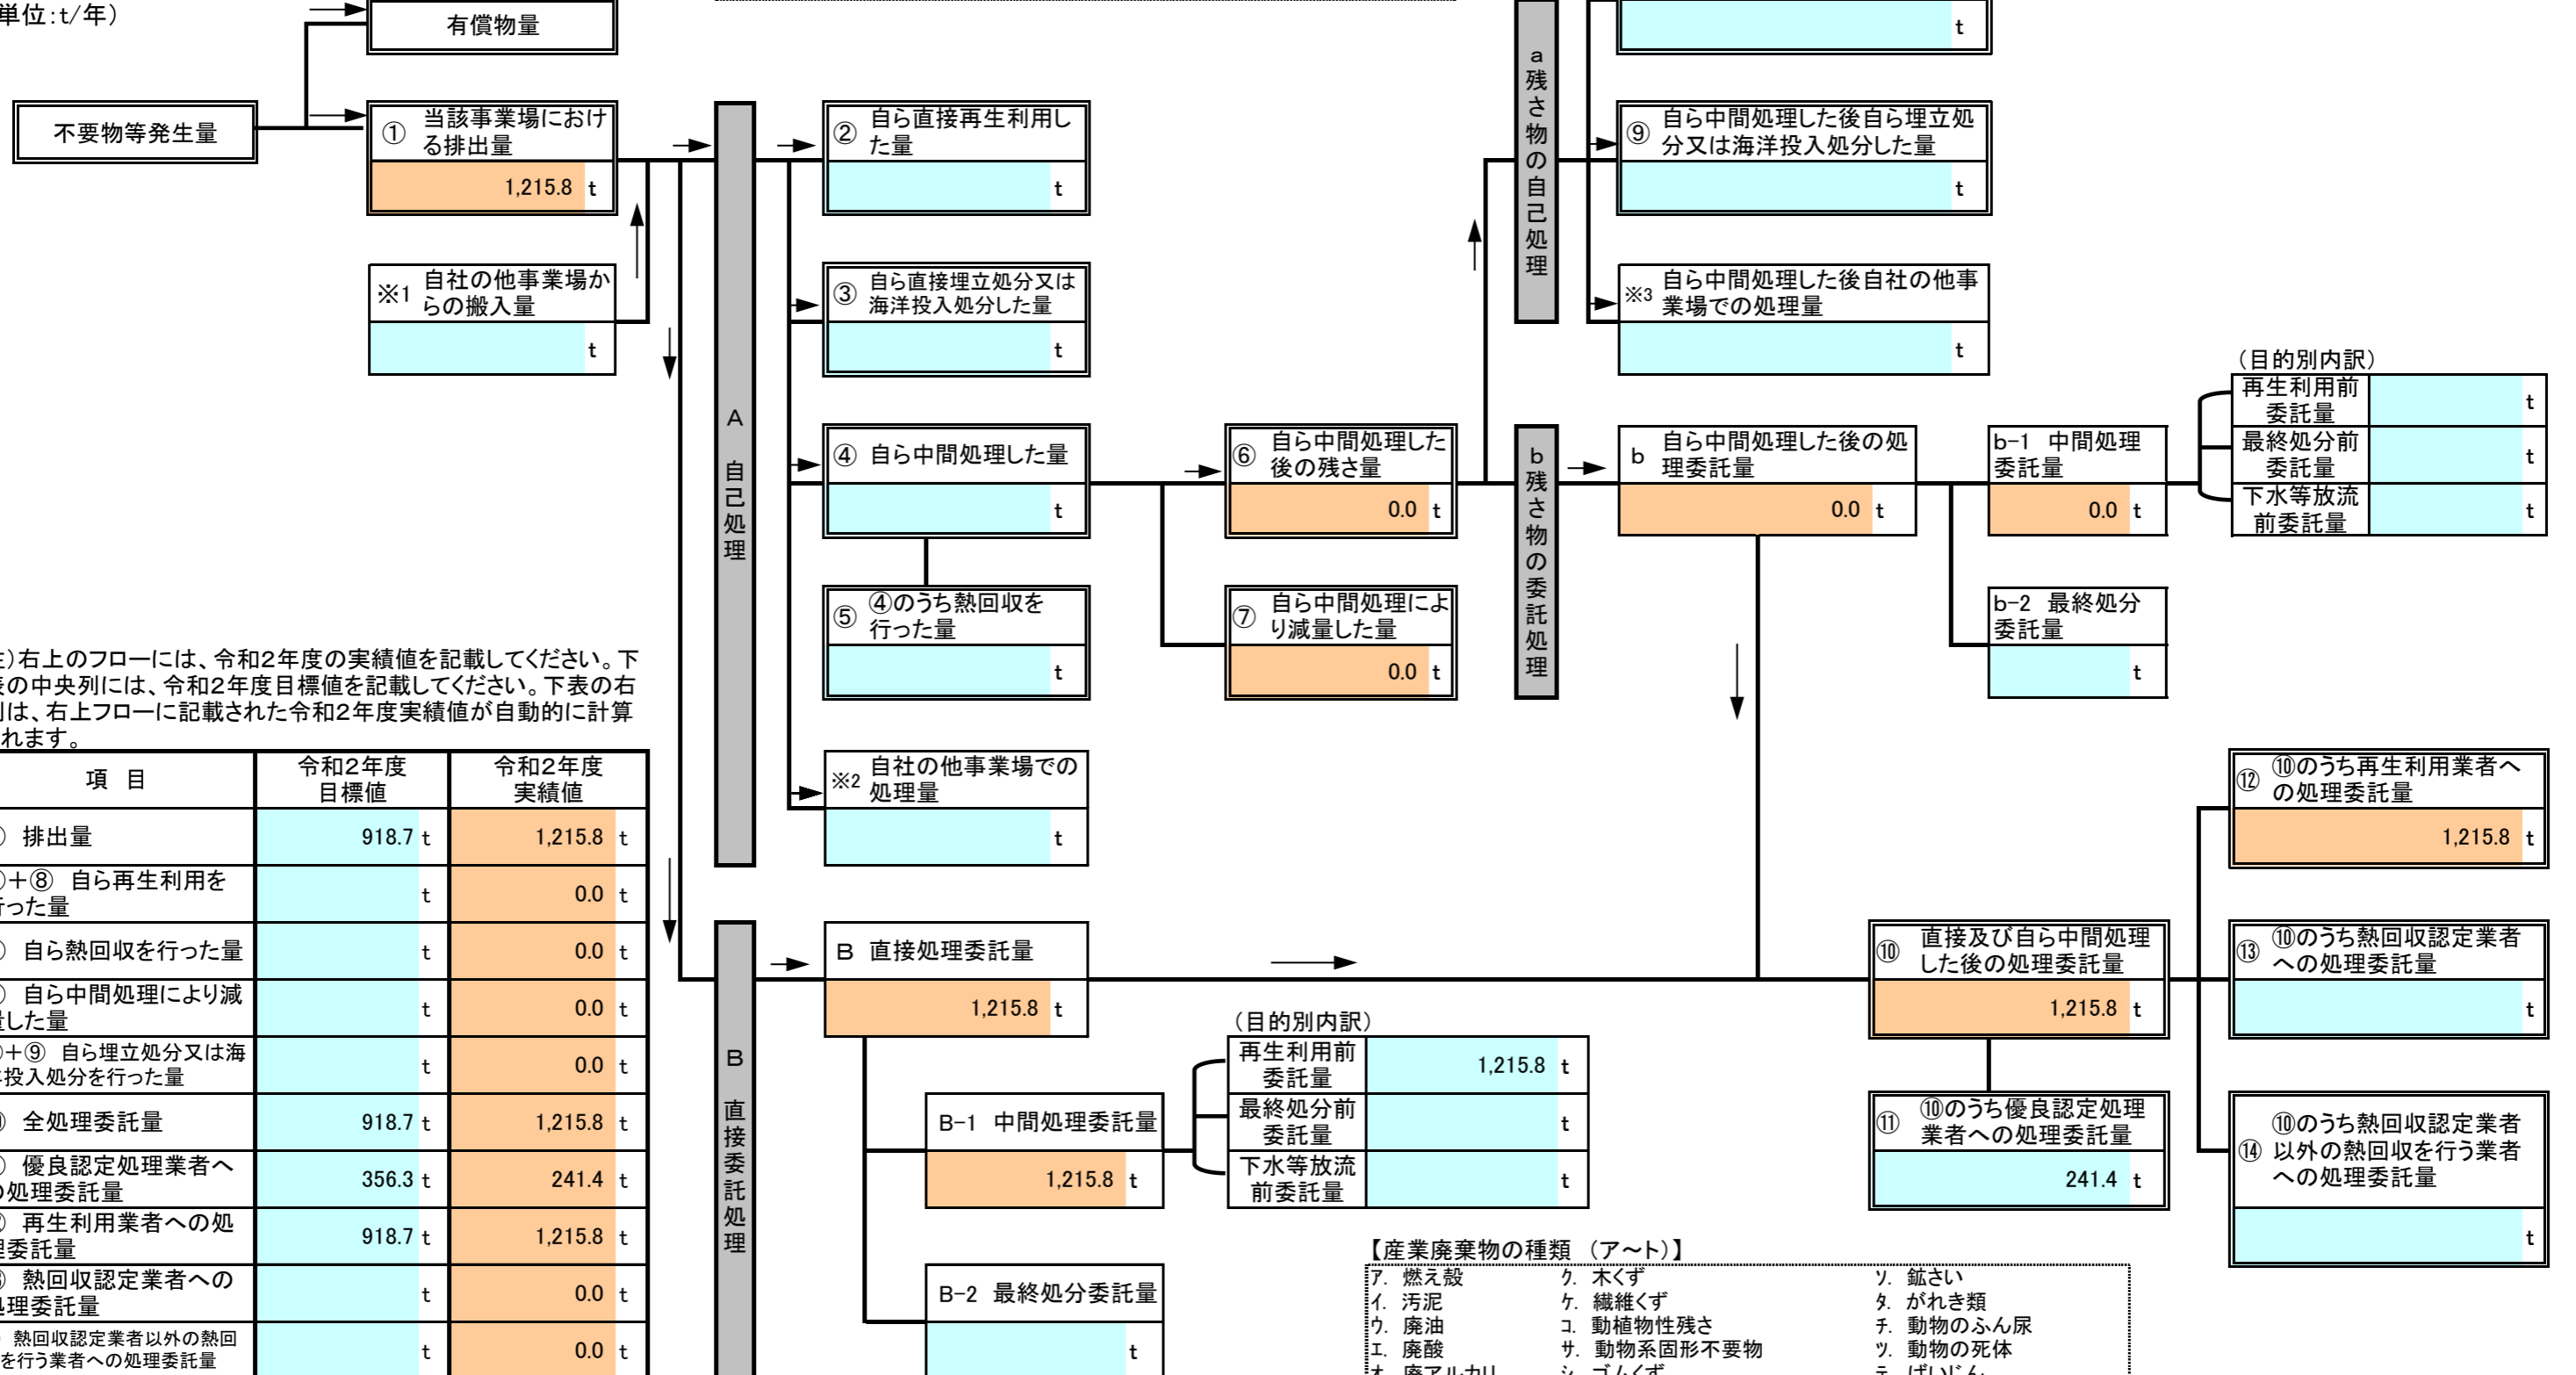 単位:t/年)
有償物量
不要物等発生量
① 当該事業場におけ
る排出量
1,215.8 t
※1 自社の他事業場か
らの搬入量
t
A 自己処理
② 自ら直接再生利用し
た量
t
③ 自ら直接埋立処分又は
海洋投入処分した量
t
④ 自ら中間処理した量
t
⑤ ④のうち熱回収を
行った量
t
※2 自社の他事業場での
処理量
t
⑥ 自ら中間処理した
後の残さ量
0.0 t
⑦ 自ら中間処理によ
り減量した量
0.0 t
a 残さ物の自己処理
t
⑨ 自ら中間処理した後自ら埋立処
分又は海洋投入処分した量
t
※3 自ら中間処理した後自社の他事
業場での処理量
t
b 残さ物の委託処理
b 自ら中間処理した後の処
理委託量
0.0 t
b-1 中間処理
委託量
0.0 t
b-2 最終処分
委託量
t
(目的別内訳)
再生利用前
委託量 t
最終処分前
委託量 t
下水等放流
前委託量 t
)右上のフローには、令和2年度の実績値を記載してください。下
の中央列には、令和2年度目標値を記載してください。下表の右
は、右上フローに記載された令和2年度実績値が自動的に計算
れます。
項 目
令和2年度
目標値
令和2年度
実績値
) 排出量 918.7 t 1,215.8 t
)+⑧ 自ら再生利用を
行った量 t 0.0 t
) 自ら熱回収を行った量 t 0.0 t
) 自ら中間処理により減
量した量 t 0.0 t
)+⑨ 自ら埋立処分又は海
洋投入処分を行った量 t 0.0 t
) 全処理委託量 918.7 t 1,215.8 t
) 優良認定処理業者へ
の処理委託量 356.3 t 241.4 t
) 再生利用業者への処
理委託量 918.7 t 1,215.8 t
) 熱回収認定業者への
処理委託量 t 0.0 t
熱回収認定業者以外の熱回
を行う業者への処理委託量 t 0.0 t
B 直接委託処理
B 直接処理委託量
1,215.8 t
B-1 中間処理委託量
1,215.8 t
B-2 最終処分委託量
t
(目的別内訳)
再生利用前
委託量 1,215.8 t
最終処分前
委託量 t
下水等放流
前委託量 t
⑩ 直接及び自ら中間処理
した後の処理委託量
1,215.8 t
⑪ ⑩のうち優良認定処理
業者への処理委託量
241.4 t
⑫ ⑩のうち再生利用業者へ
の処理委託量
1,215.8 t
⑬ ⑩のうち熱回収認定業者
への処理委託量
t
⑭ ⑩のうち熱回収認定業者
以外の熱回収を行う業者
への処理委託量
t
【産業廃棄物の種類 (ア～ト)】
ア. 燃え殻 ク. 木くず ソ. 鉱さい
イ. 汚泥 ケ. 繊維くず タ. がれき類
ウ. 廃油 コ. 動植物性残さ チ. 動物のふん尿
エ. 廃酸 サ. 動物系固形不要物 ツ. 動物の死体
オ. 廃アルカリ シ. ゴムくず テ. ばいじん